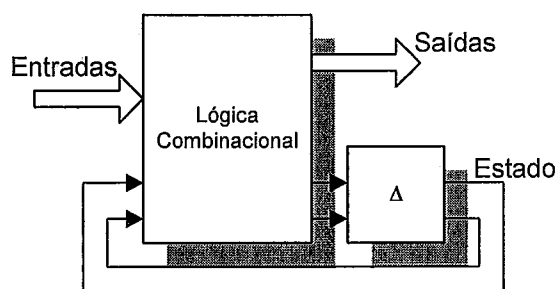 Entradas
Lógica
Combinacional
Saídas
Δ
Estado